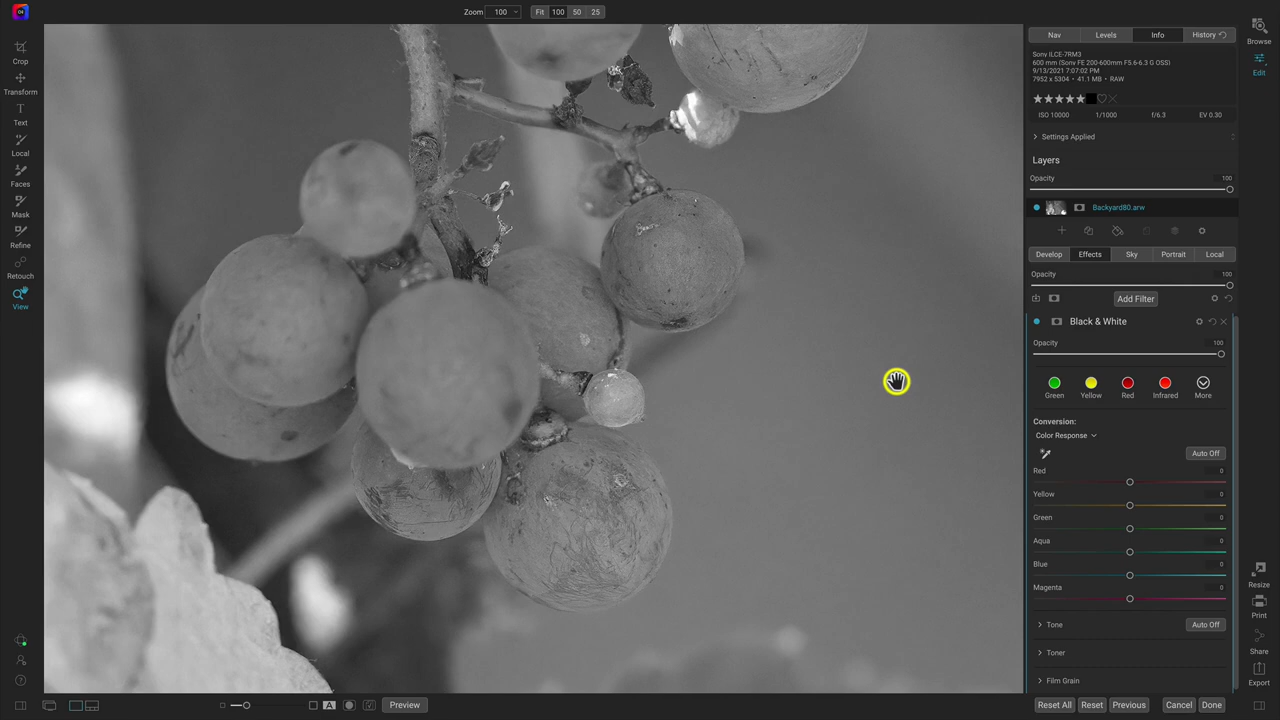 Zoom 100 Fit 100 50 25
Crop
Transform
Text
Local
Faces
Mask
Refine
Retouch
View
Preview
Nav Levels Info History
Sony ILCE-7RM3
600 mm (Sony FE 200-600mm F5.6-6.3 G OSS)
9/13/2021 7:07:02 PM
7952 x 5304 • 41.1 MB • RAW
ISO 10000 1/1000 f/6.3 EV 0.30
Settings Applied
Layers
Opacity 100
Backyard80.arw
Develop Effects Sky Portrait Local
Opacity 100
Add Filter
Black & White
Opacity 100
Green Yellow Red Infrared More
Conversion:
Color Response
Auto Off
Red 0
Yellow 0
Green 0
Aqua 0
Blue 0
Magenta 0
Tone Auto Off
Toner
Film Grain
Reset All Reset Previous Cancel Done
Browse
Edit
Resize
Print
Share
Export